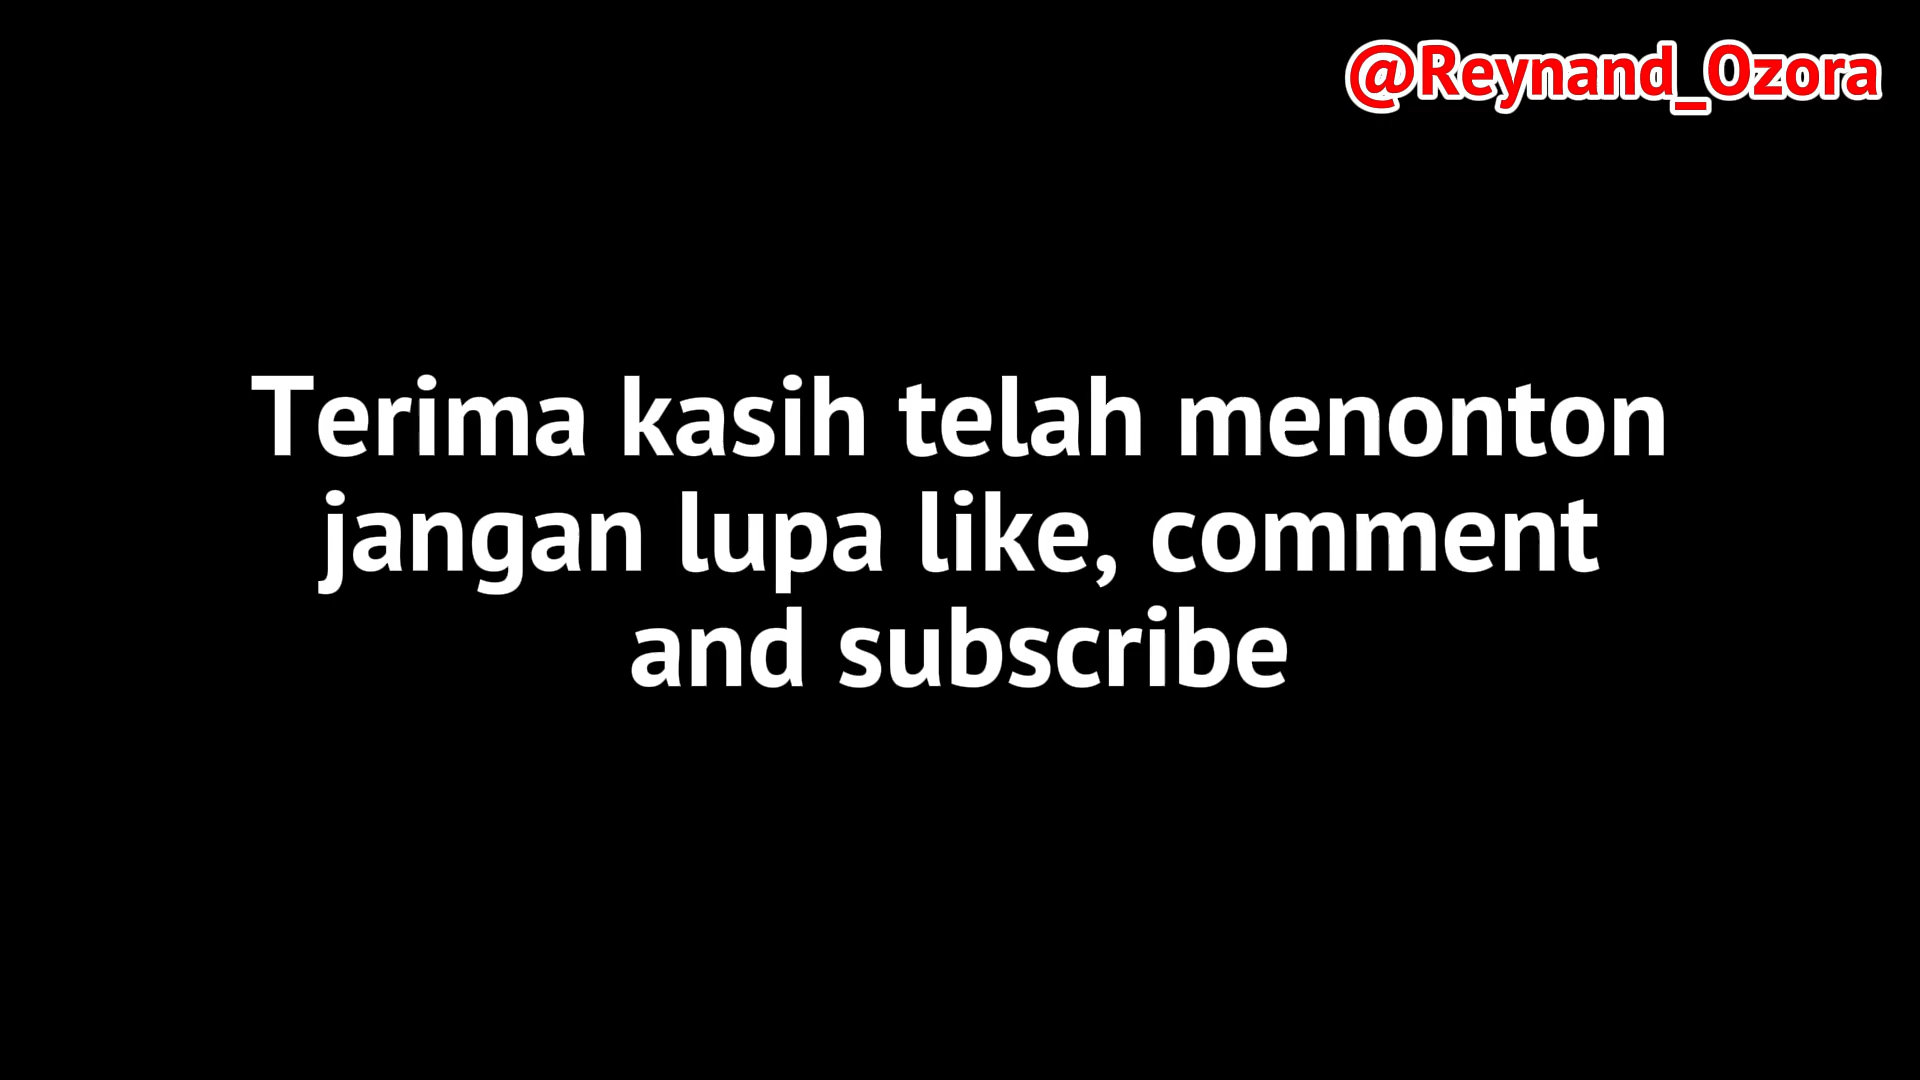 @Reynand_Ozora
Terima kasih telah menonton
jangan lupa like, comment
and subscribe